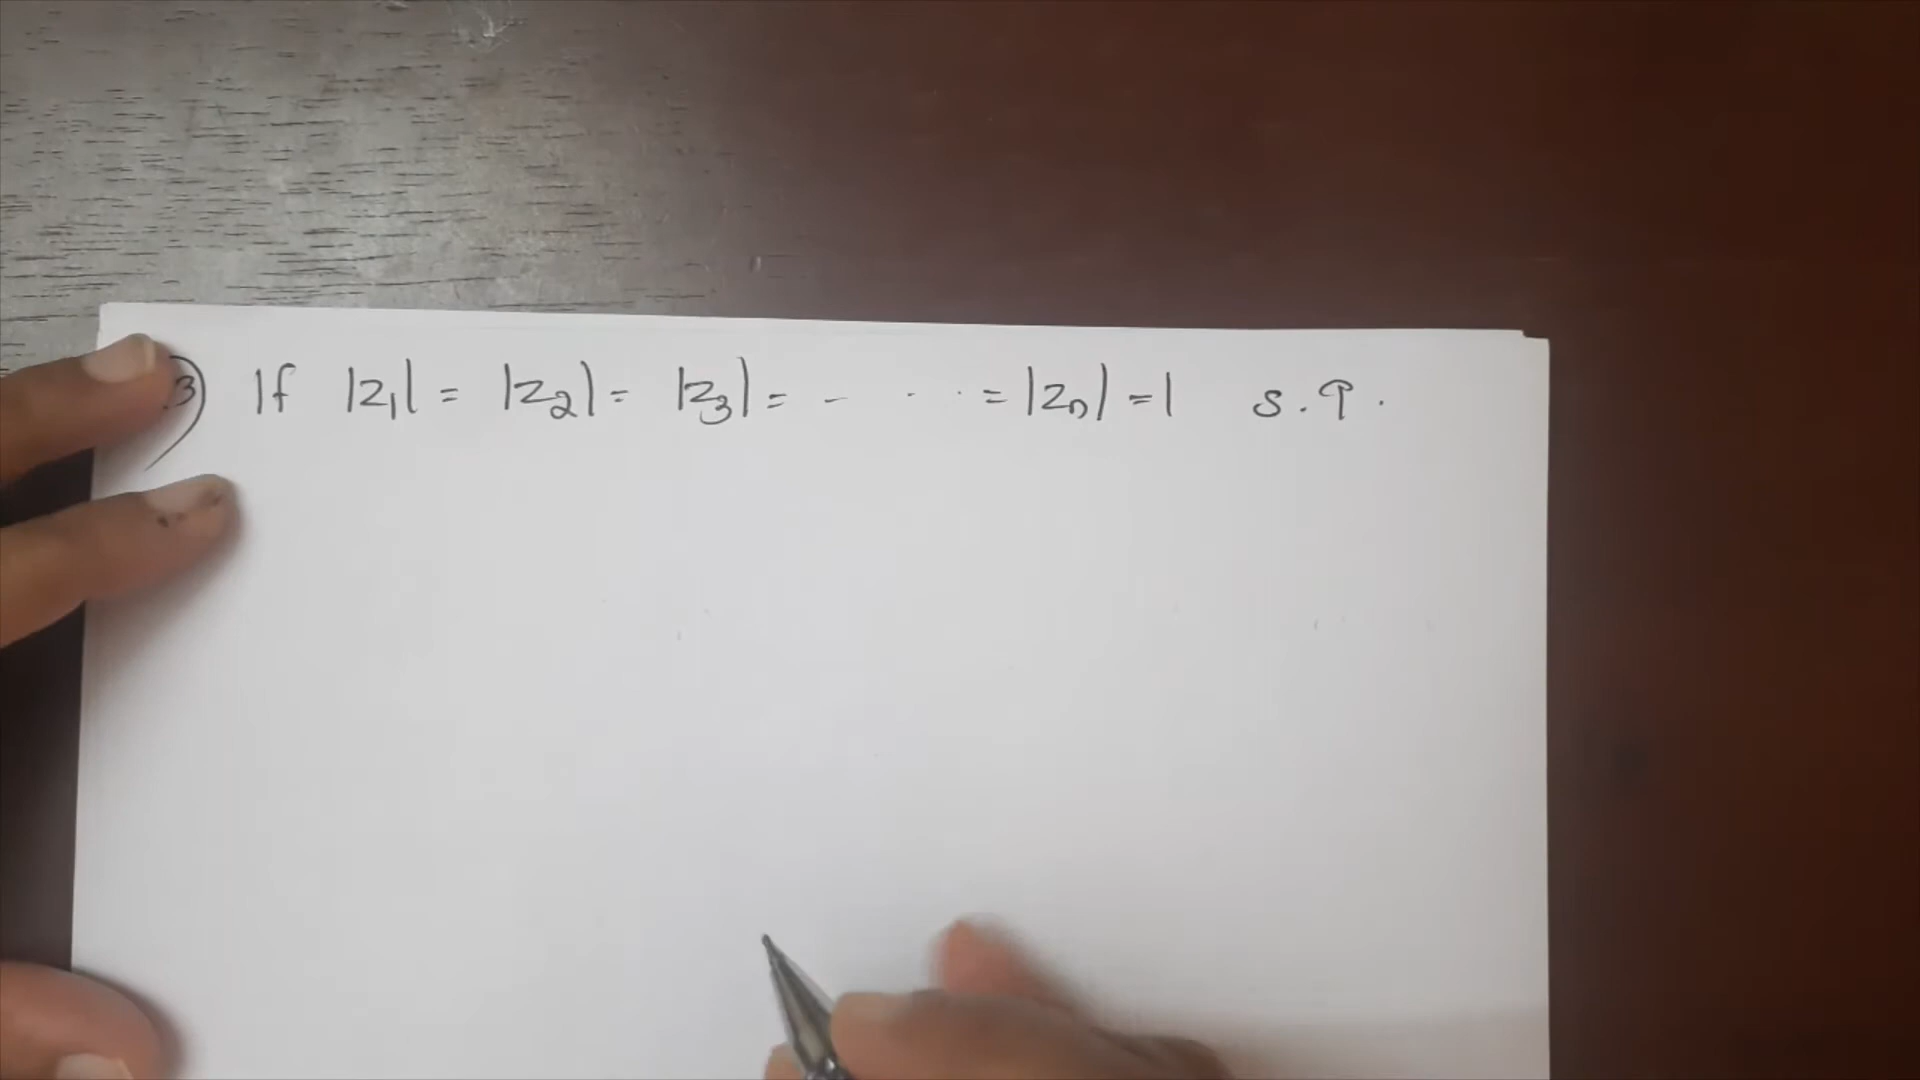 3) If |z₁| = |z₂| = |z₃| = - . . . = |zₙ| = 1 s.q.